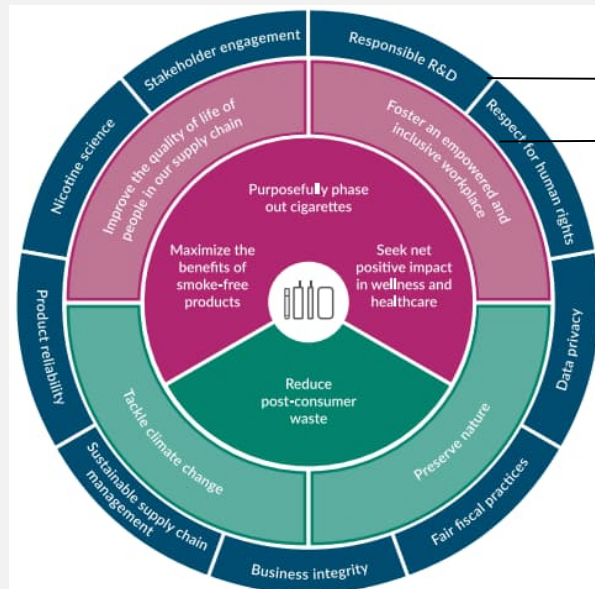 Stakeholder engagement
Responsible R&D
Respect for human rights
Data privacy
Fair fiscal practices
Business integrity
Sustainable supply chain
management
Product reliability
Nicotine science
Improve the quality of life of
people in our supply chain
Foster an empowered and
inclusive workplace
Preserve nature
Tackle climate change
Purposefully phase
out cigarettes
Maximize the
benefits of
smoke-free
products
Seek net
positive impact
in wellness and
healthcare
Reduce
post-consumer
waste